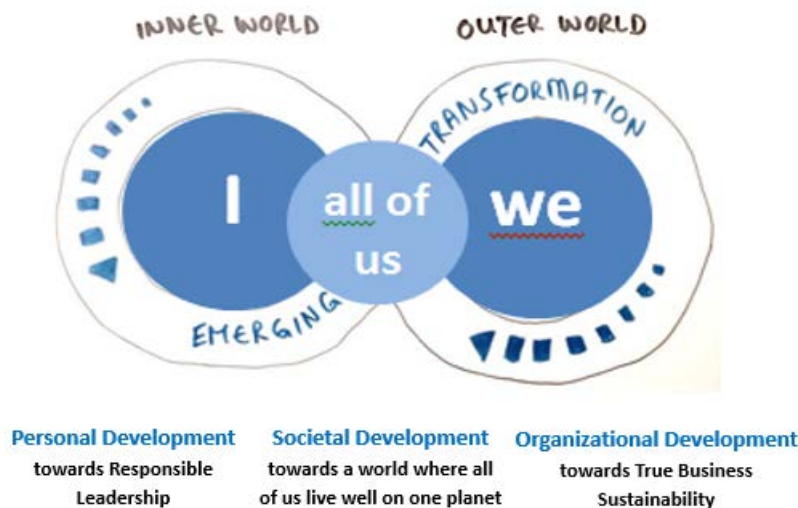 INNER WORLD
OUTER WORLD
TRANSFORMATION
I
all of
us
we
EMERGING
Personal Development
towards Responsible
Leadership
Societal Development
towards a world where all
of us live well on one planet
Organizational Development
towards True Business
Sustainability